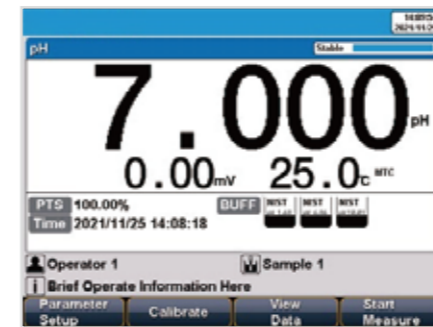 pH Stable
7.000 pH
0.00 mV 25.0 °C MTC
PTS 100.00% BUFF NIST NIST NIST
Time 2021/11/25 14:08:18
Operator 1 Sample 1
i Brief Operate Information Here
Parameter Setup Calibrate View Data Start Measure